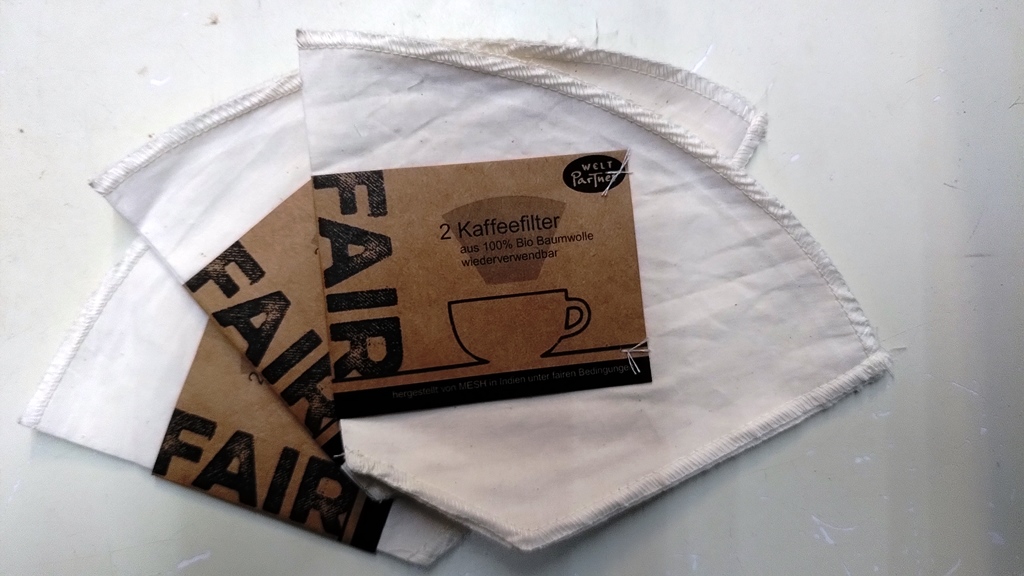 WELT
PartNer
FAIR
2 Kaffeefilter
aus 100% Bio Baumwolle
wiederverwendbar
hergestellt von MESH in Indien unter fairen Bedingunge
FAIR
FAIR